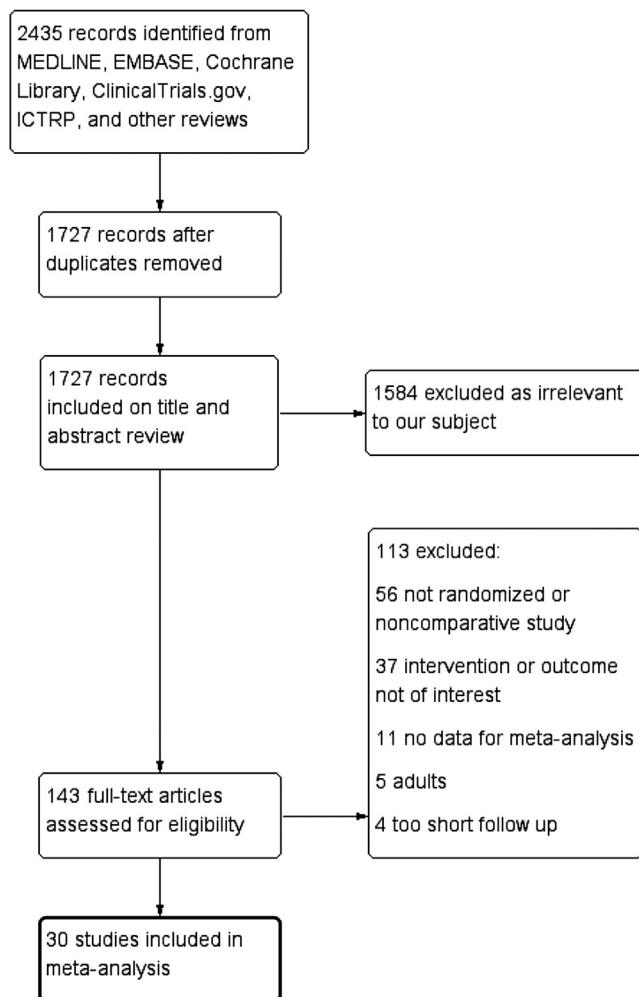 2435 records identified from
MEDLINE, EMBASE, Cochrane
Library, ClinicalTrials.gov,
ICTRP, and other reviews
1727 records after
duplicates removed
1727 records
included on title and
abstract review
1584 excluded as irrelevant
to our subject
113 excluded:
56 not randomized or
noncomparative study
37 intervention or outcome
not of interest
11 no data for meta-analysis
5 adults
4 too short follow up
143 full-text articles
assessed for eligibility
30 studies included in
meta-analysis